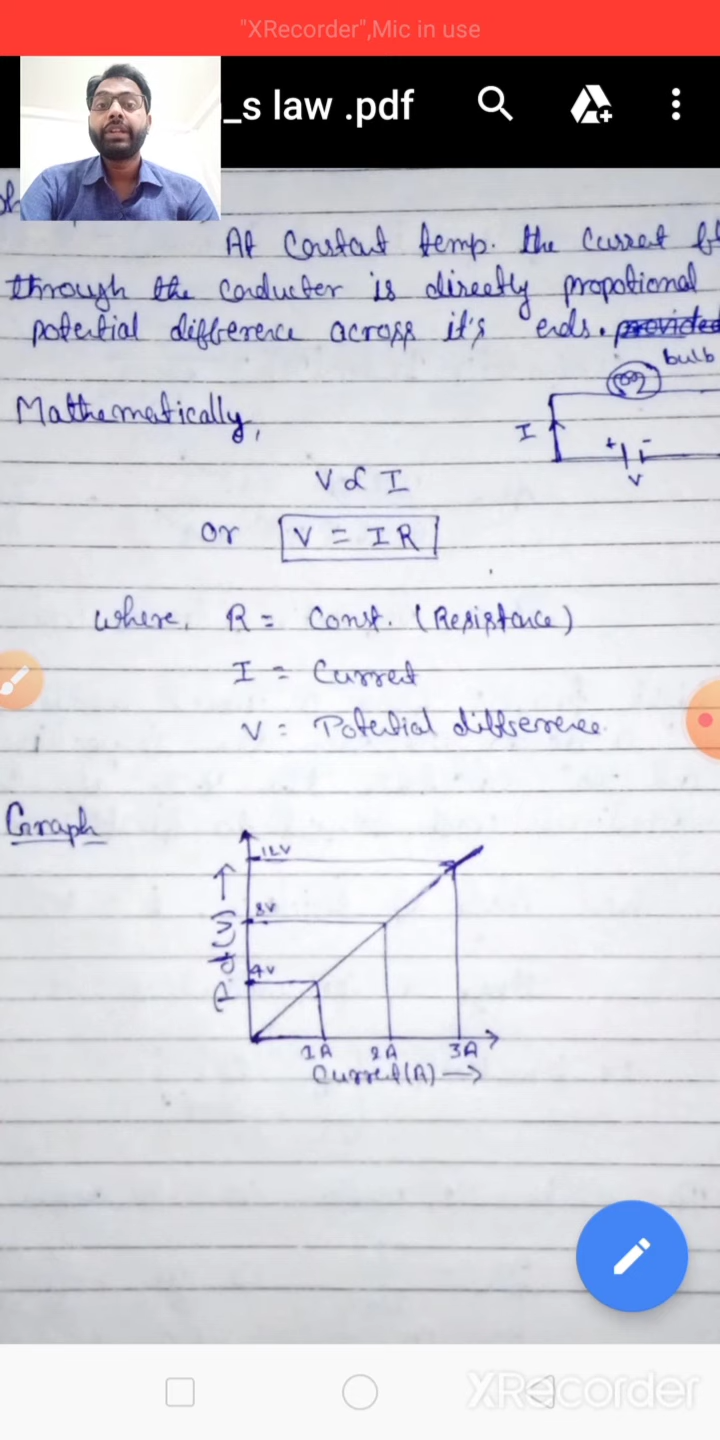 "XRecorder",Mic in use
_s law .pdf
At Constant temp. the Current fl
through the conductor is directly propotional
potential difference across it's ends. provided
bulb
Mathematically,
I
+ -
V
V ∝ I
or V = IR
where, R = Const. (Resistance)
I = Current
V = Potential difference
Graph
12V
8V
4V
P.d(V) →
1A 2A 3A
Current(A) →
XRecorder